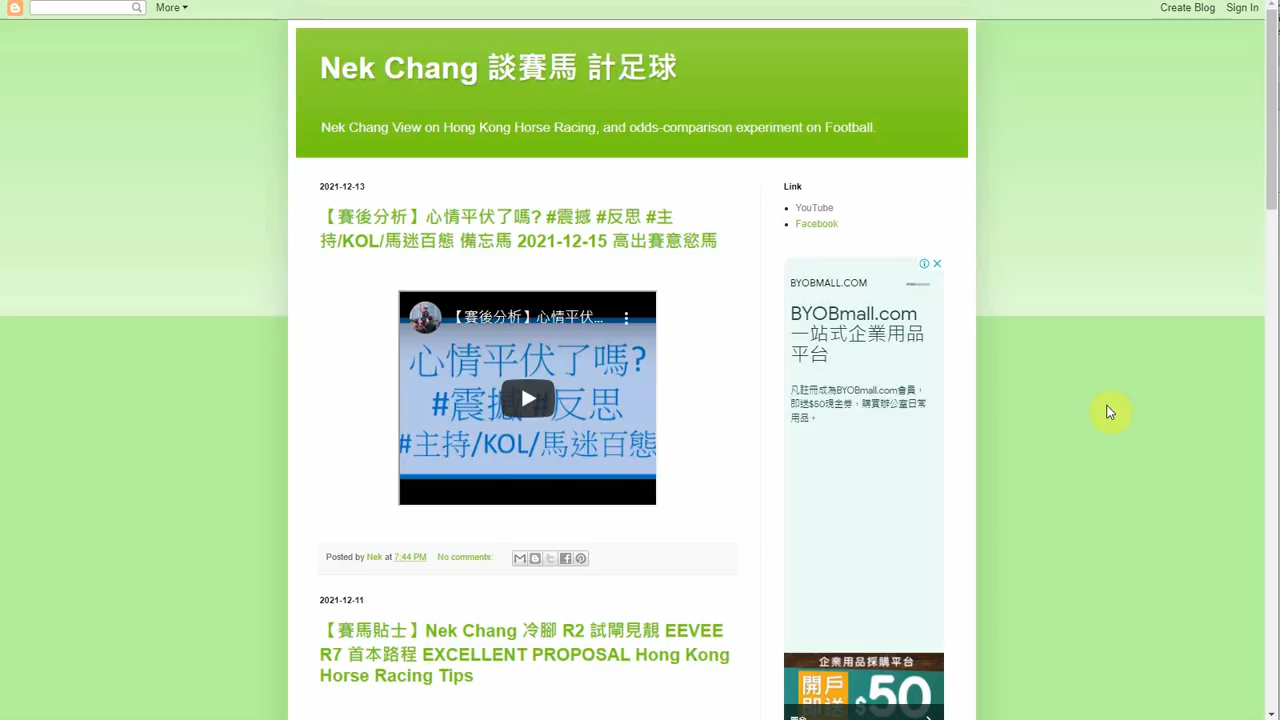 More
Create Blog
Sign In
Nek Chang 談賽馬 計足球
Nek Chang View on Hong Kong Horse Racing, and odds-comparison experiment on Football.
2021-12-13
【賽後分析】心情平伏了嗎? #震撼 #反思 #主
持/KOL/馬迷百態 備忘馬 2021-12-15 高出賽意慾馬
【賽後分析】心情平伏...
心情平伏了嗎?
#震撼 #反思
#主持/KOL/馬迷百態
Posted by Nek at 7:44 PM
No comments:
2021-12-11
【賽馬貼士】Nek Chang 冷腳 R2 試閘見靚 EEVEE
R7 首本路程 EXCELLENT PROPOSAL Hong Kong
Horse Racing Tips
Link
YouTube
Facebook
BYOBMALL.COM
BYOBmall.com
一站式企業用品
平台
凡註冊成為BYOBmall.com會員，
即送$50現金劵，購買辦公室日常
用品。
企業用品採購平台
開戶
即送
$50